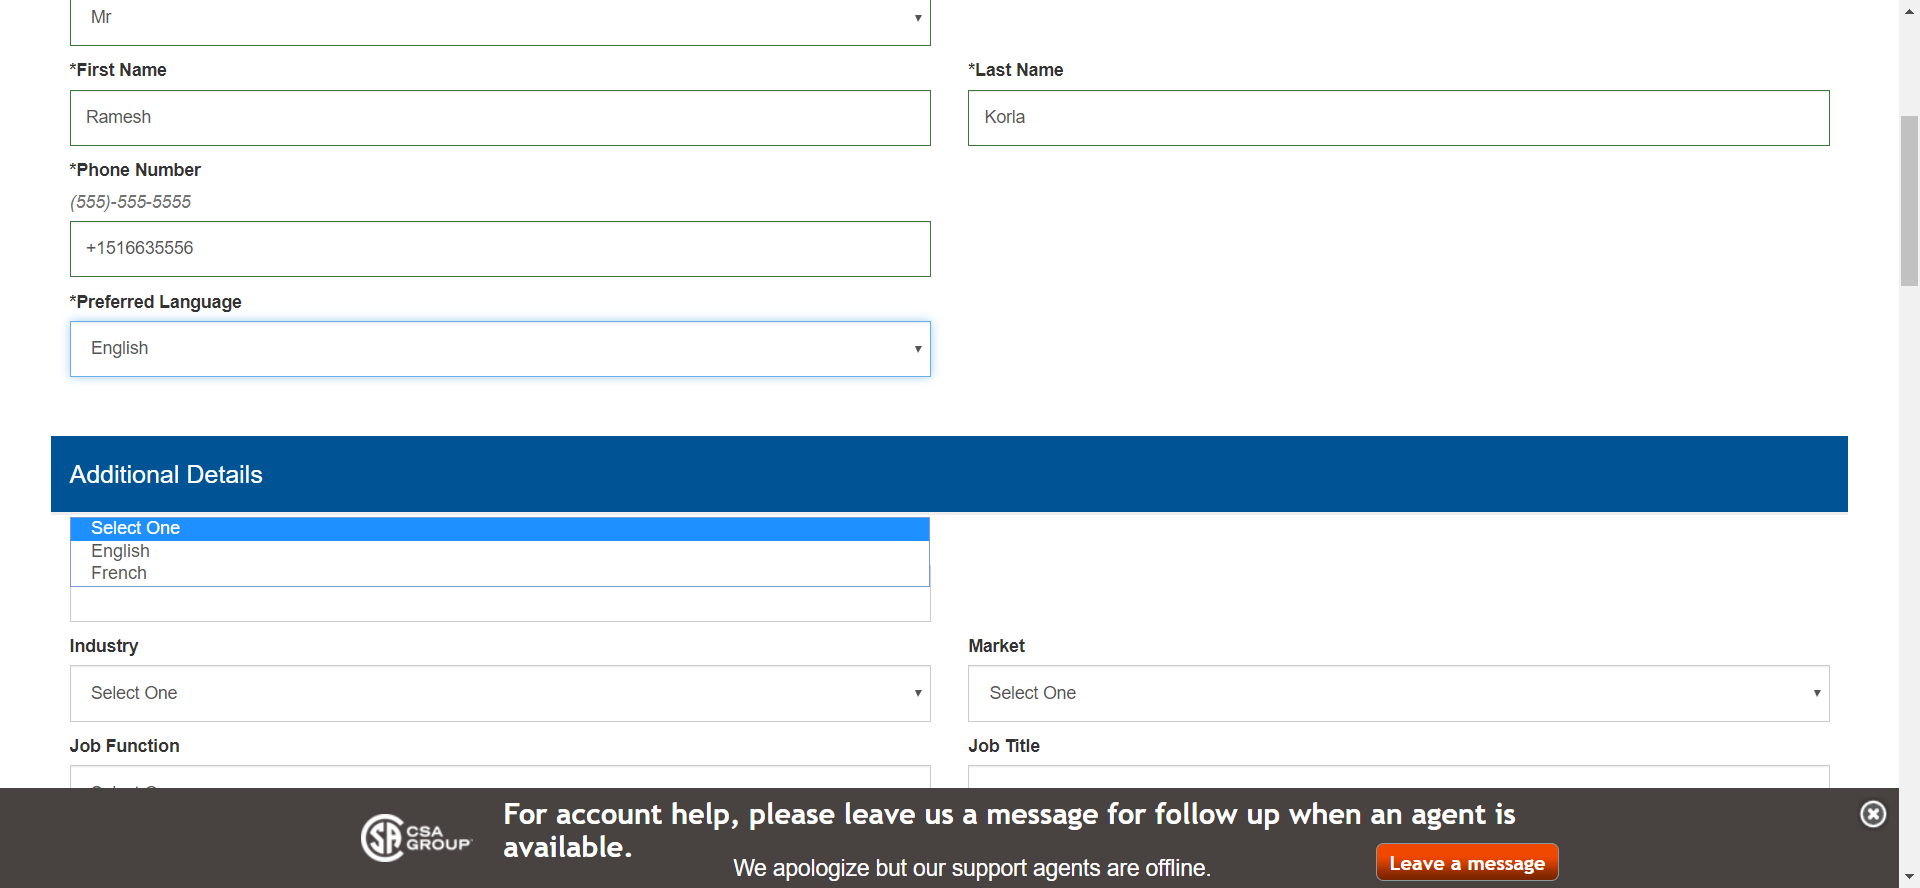 Mr
*First Name
*Last Name
Ramesh
Korla
*Phone Number
(555)-555-5555
+1516635556
*Preferred Language
English
Additional Details
Select One
English
French
Industry
Market
Select One
Select One
Job Function
Job Title
For account help, please leave us a message for follow up when an agent is
available.
CSA
GROUP
We apologize but our support agents are offline.
Leave a message